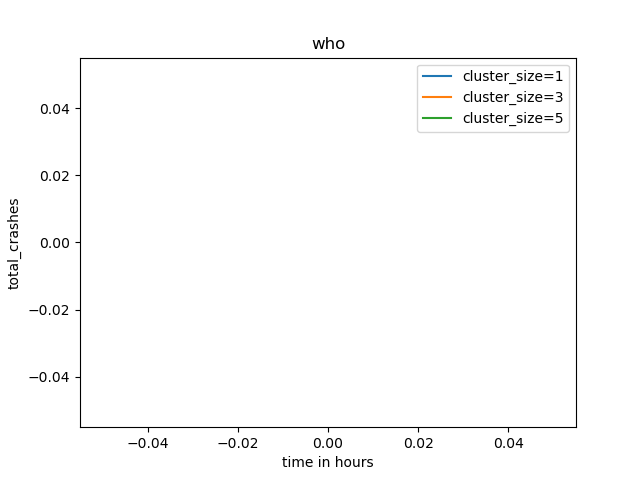 who
cluster_size=1
cluster_size=3
cluster_size=5
total_crashes
0.04
0.02
0.00
−0.02
−0.04
−0.04 −0.02 0.00 0.02 0.04
time in hours